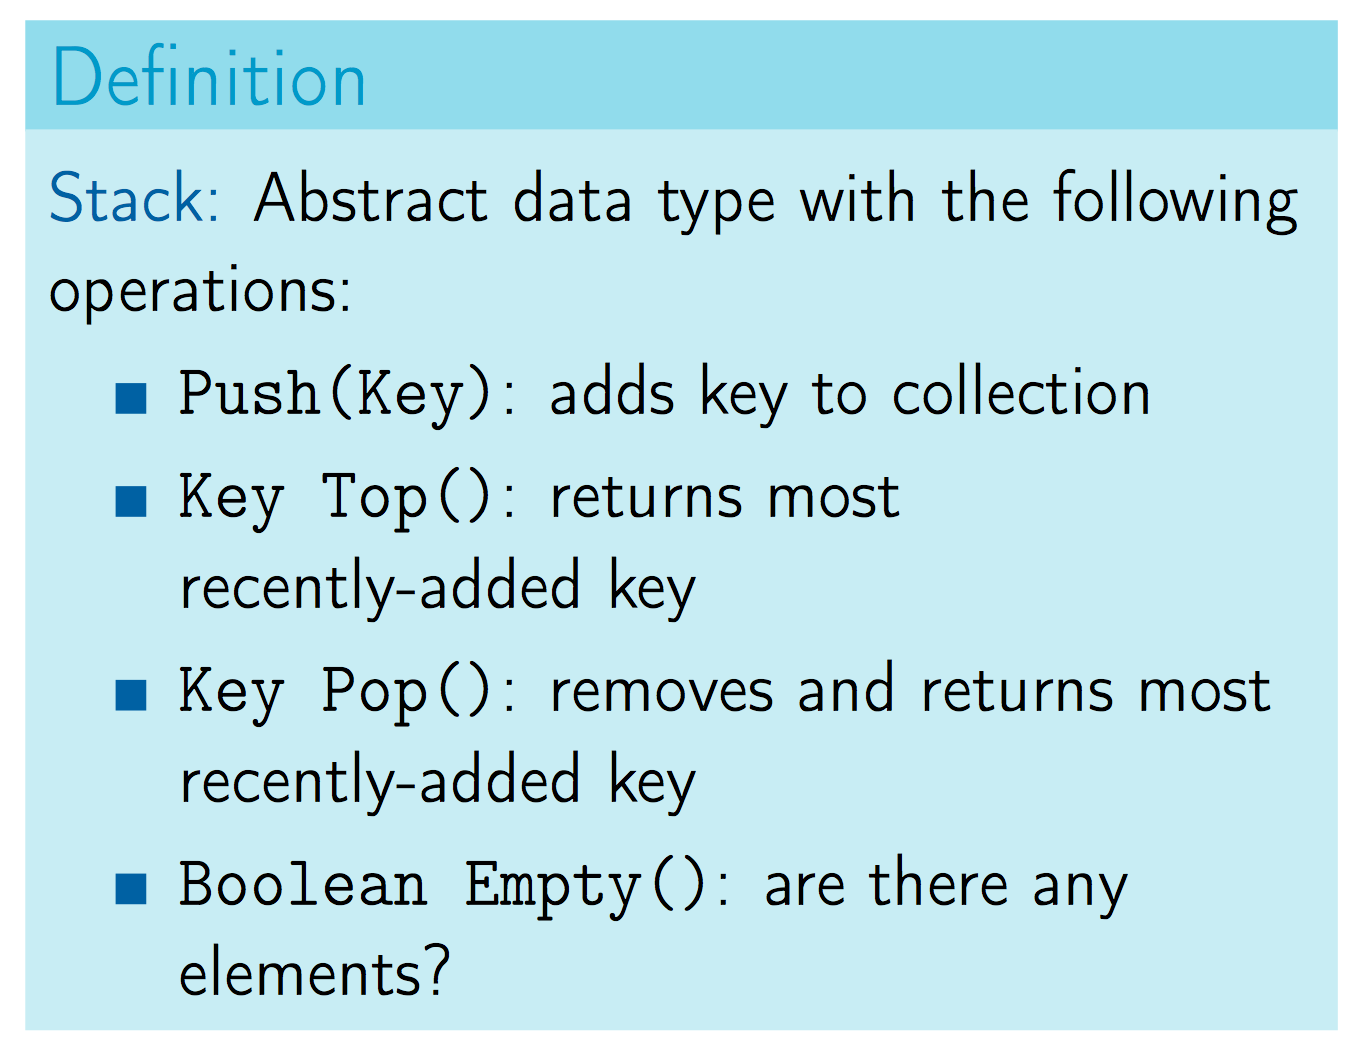 Definition
Stack: Abstract data type with the following
operations:
Push(Key): adds key to collection
Key Top(): returns most
recently-added key
Key Pop(): removes and returns most
recently-added key
Boolean Empty(): are there any
elements?